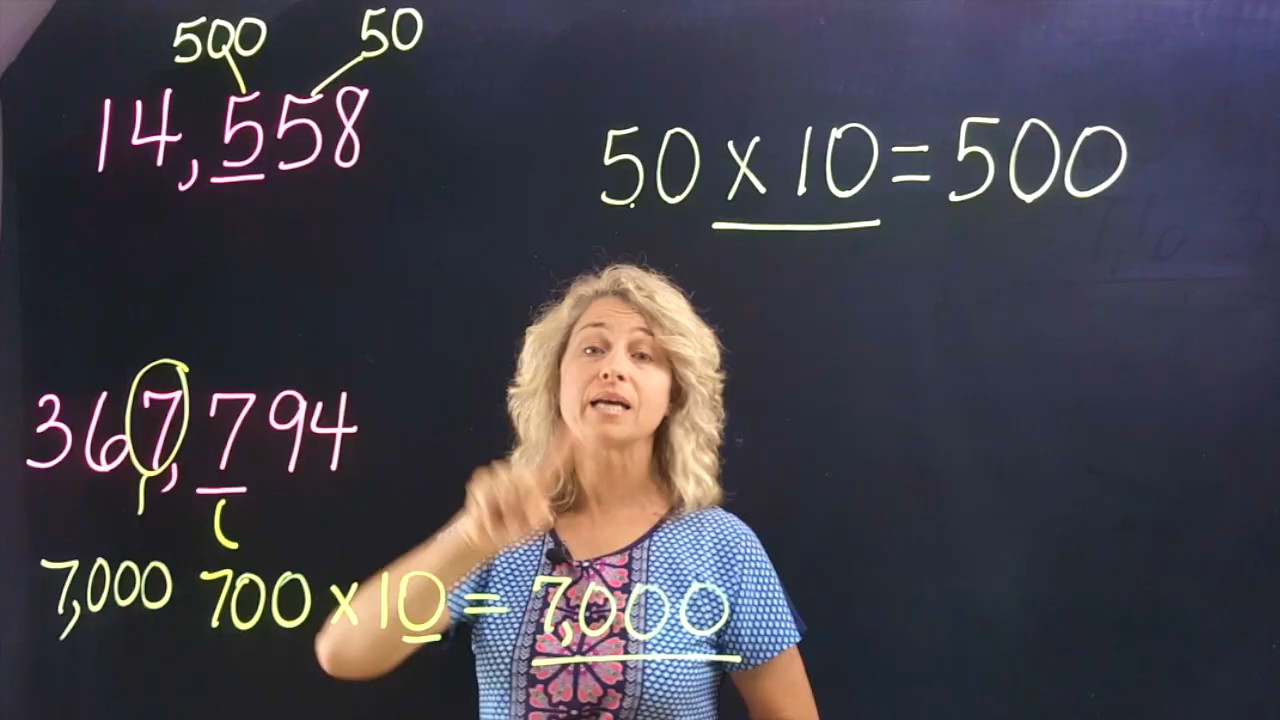 500 50
14,558
50 x 10 = 500
367,794
7,000 700 x 10 = 7,000